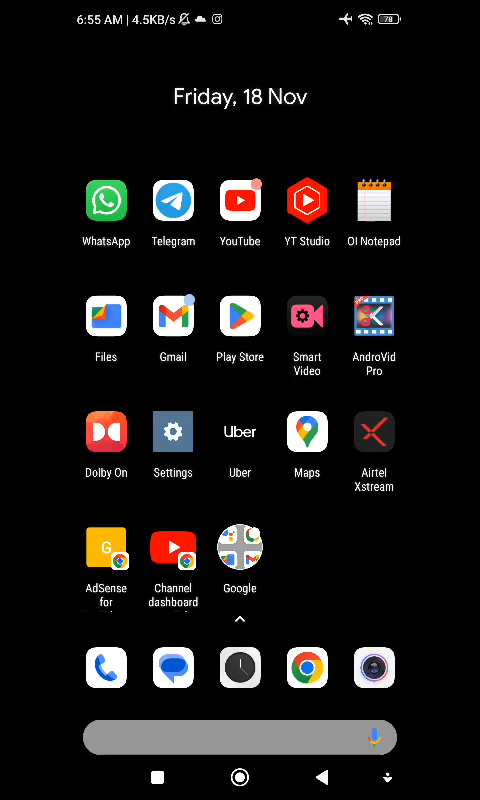 6:55 AM | 4.5KB/s
78
Friday, 18 Nov
WhatsApp
Telegram
YouTube
YT Studio
OI Notepad
Files
Gmail
Play Store
Smart
Video
AndroVid
Pro
Dolby On
Settings
Uber
Uber
Maps
Airtel
Xstream
G
AdSense
for
Channel
dashboard
Google